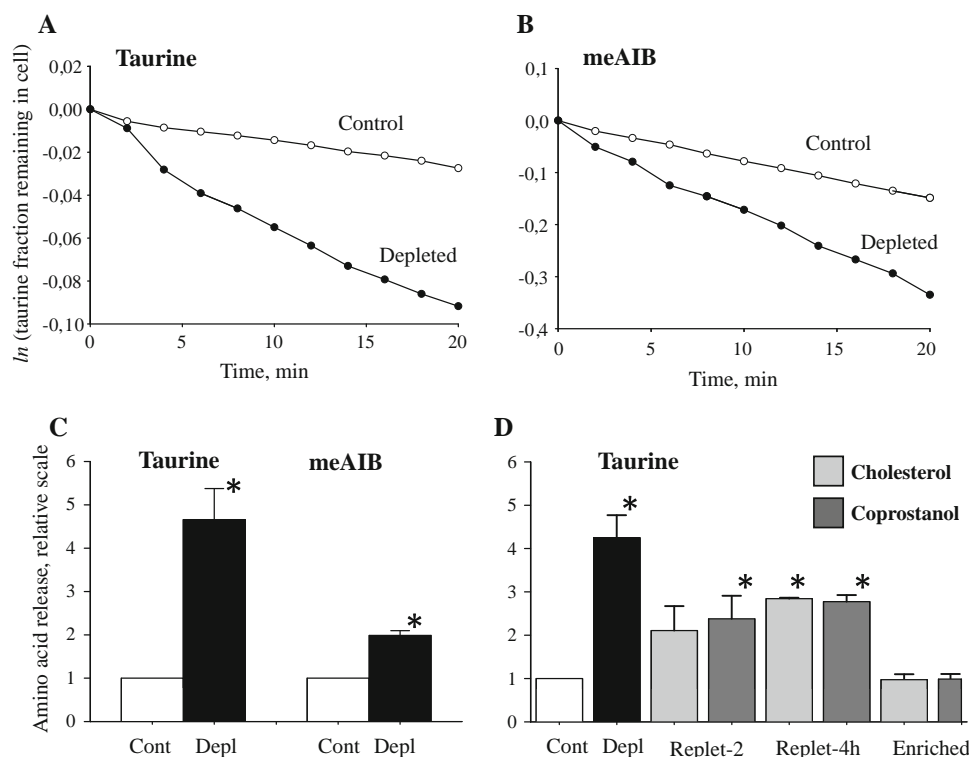 A
Taurine
ln (taurine fraction remaining in cell)
0,02
0,00
-0,02
-0,04
-0,06
-0,08
-0,10
Control
Depleted
0 5 10 15 20
Time, min
B
meAIB
0,1
0,0
-0,1
-0,2
-0,3
-0,4
Control
Depleted
0 5 10 15 20
Time, min
C
Amino acid release, relative scale
Taurine meAIB
6
5
4
3
2
1
0
* *
Cont Depl Cont Depl
D
Taurine
6
5
4
3
2
1
0
Cholesterol
Coprostanol
* * * *
Cont Depl Replet-2 Replet-4h Enriched